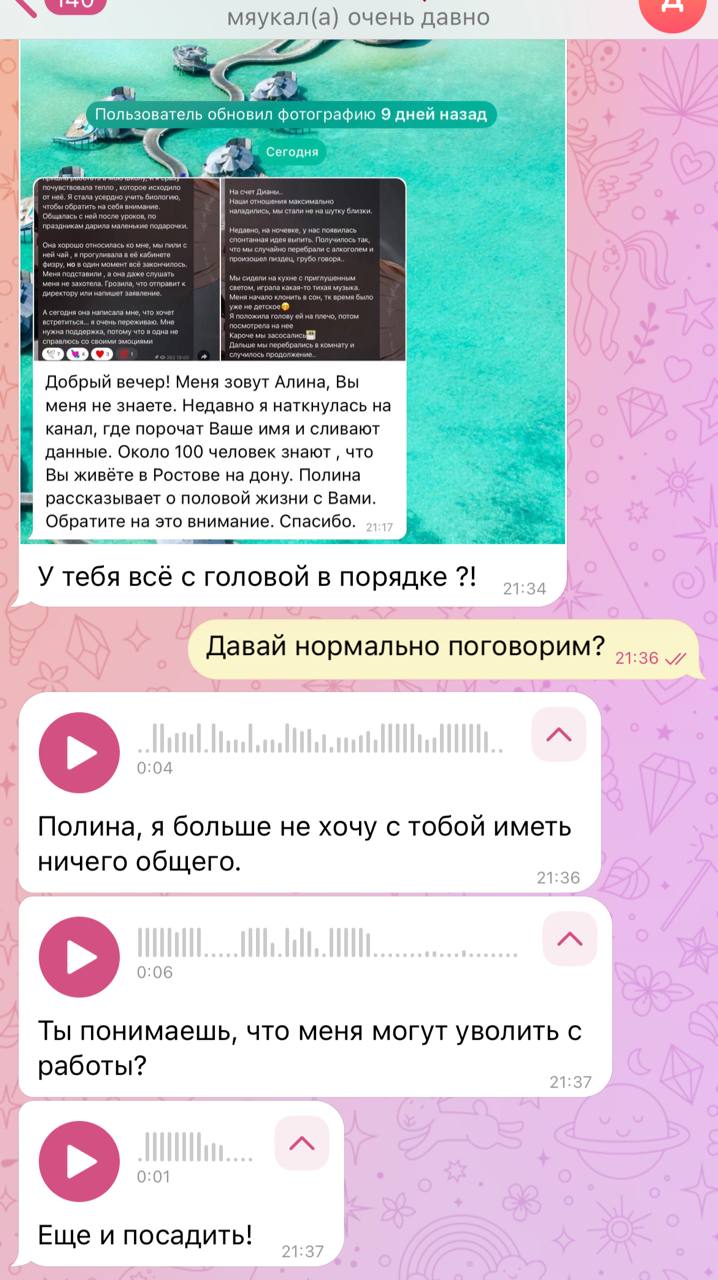 140
мяукал(а) очень давно
Д
Пользователь обновил фотографию 9 дней назад
Сегодня
почувствовала тепло , которое исходило
от неё. Я стала усердно учить биологию,
чтобы обратить на себя внимание.
Общалась с ней после уроков, по
праздникам дарила маленькие подарочки.
Она хорошо относилась ко мне, мы пили с
ней чай , я прогуливала в её кабинете
физру, но в один момент всё закончилось.
Меня подставили , а она даже слушать
меня не захотела. Грозила, что отправит к
директору или напишет заявление.
А сегодня она написала мне, что хочет
встретиться.. я очень переживаю. Мне
нужна поддержка, потому что я одна не
справлюсь со своими эмоциями
На счет Дианы..
Наши отношения максимально
наладились, мы стали не на шутку близки.
Недавно, на ночевке, у нас появилась
спонтанная идея выпить. Получилось так,
что мы случайно перебрали с алкоголем и
произошел пиздец, грубо говоря..
Мы сидели на кухне с приглушенным
светом, играла какая-то тихая музыка.
Меня начало клонить в сон, тк время было
уже не детское
Я положила голову ей на плечо, потом
посмотрела на нее
Кароче мы засосались
Дальше мы перебрались в комнату и
случилось продолжение..
Добрый вечер! Меня зовут Алина, Вы
меня не знаете. Недавно я наткнулась на
канал, где порочат Ваше имя и сливают
данные. Около 100 человек знают , что
Вы живёте в Ростове на дону. Полина
рассказывает о половой жизни с Вами.
Обратите на это внимание. Спасибо. 21:17
У тебя всё с головой в порядке ?! 21:34
Давай нормально поговорим? 21:36
0:04
Полина, я больше не хочу с тобой иметь
ничего общего.
21:36
0:06
Ты понимаешь, что меня могут уволить с
работы?
21:37
0:01
Еще и посадить! 21:37